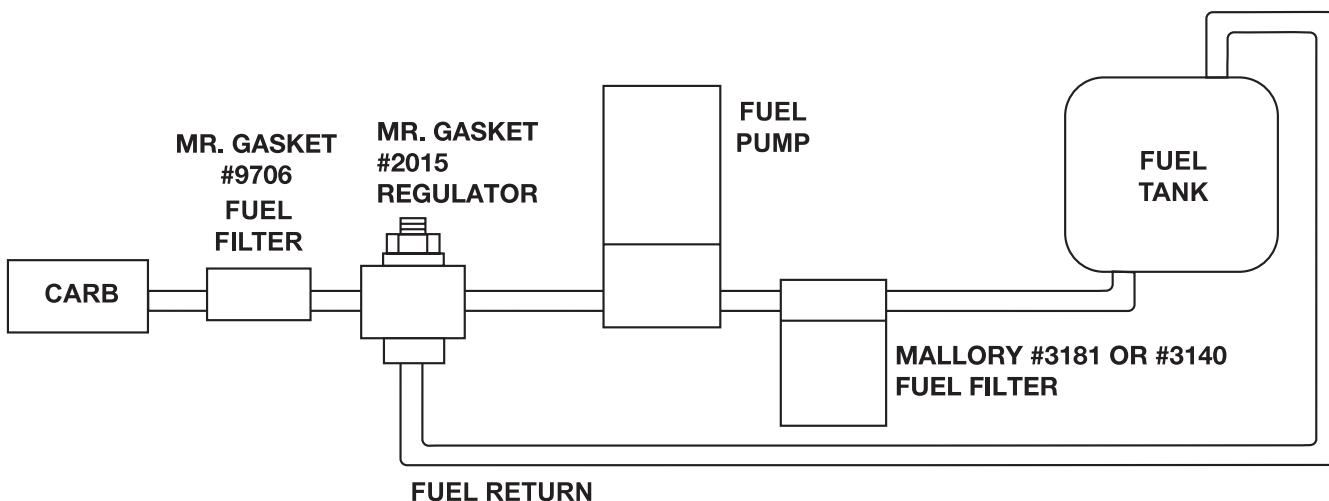 MR. GASKET
#9706
FUEL
FILTER
MR. GASKET
#2015
REGULATOR
FUEL
PUMP
FUEL
TANK
CARB
MALLORY #3181 OR #3140
FUEL FILTER
FUEL RETURN